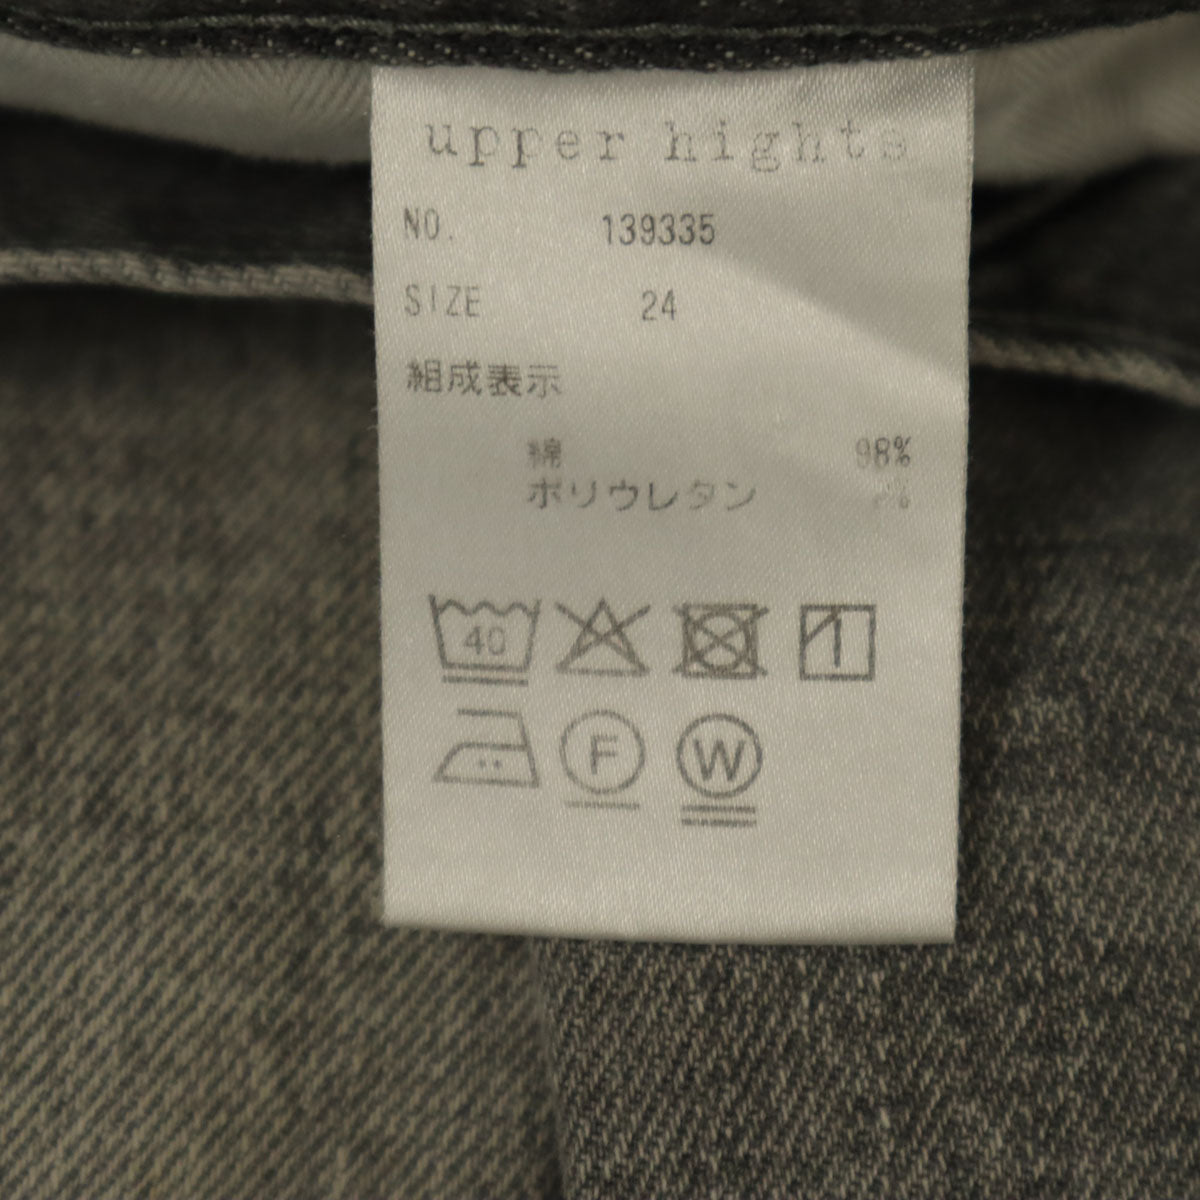 upper hights
NO. 139335
SIZE 24
組成表示
綿 98%
ポリウレタン %
40
F W